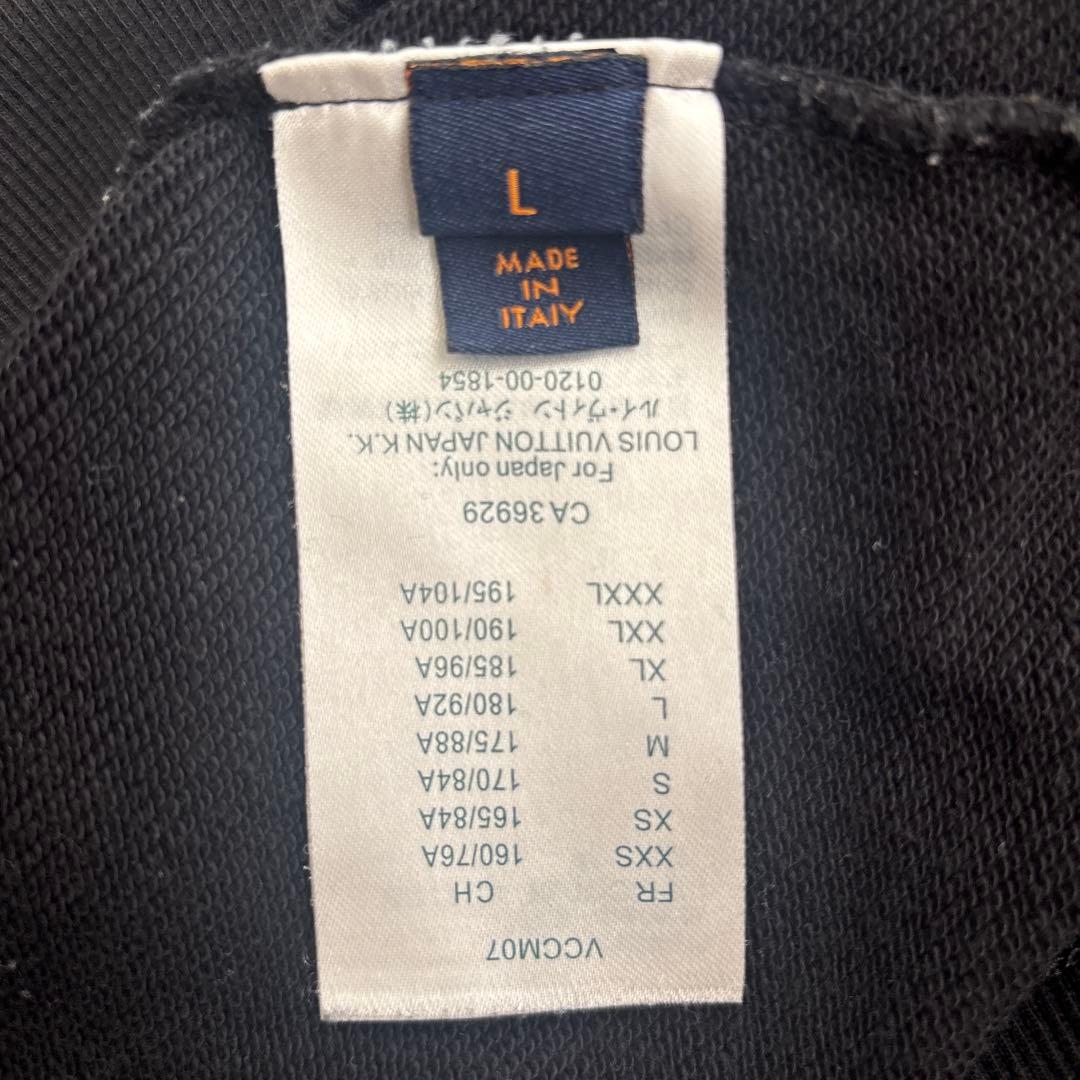 L
MADE
IN
ITALY
VCCM07
FR CH
XXS 160/76A
XS 165/84A
S 170/84A
M 175/88A
L 180/92A
XL 185/96A
XXL 190/100A
XXXL 195/104A
CA 36929
For Japan only:
LOUIS VUITTON JAPAN K.K.
ルイ・ヴィトン ジャパン(株)
0120-00-1854